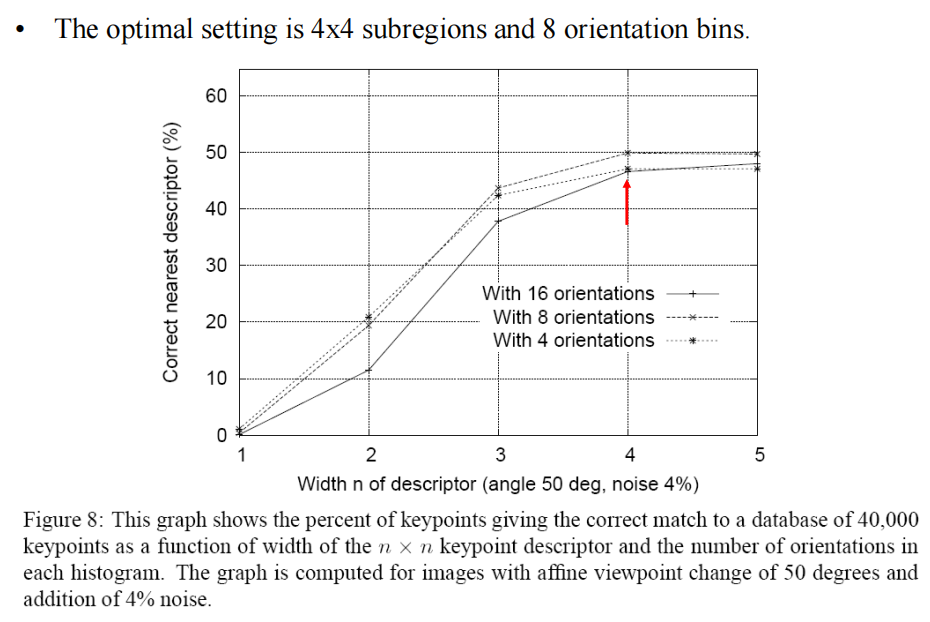 • The optimal setting is 4x4 subregions and 8 orientation bins.
60
50
40
30
20
10
0
Correct nearest descriptor (%)
With 16 orientations
With 8 orientations
With 4 orientations
1 2 3 4 5
Width n of descriptor (angle 50 deg, noise 4%)
Figure 8: This graph shows the percent of keypoints giving the correct match to a database of 40,000
keypoints as a function of width of the n × n keypoint descriptor and the number of orientations in
each histogram. The graph is computed for images with affine viewpoint change of 50 degrees and
addition of 4% noise.